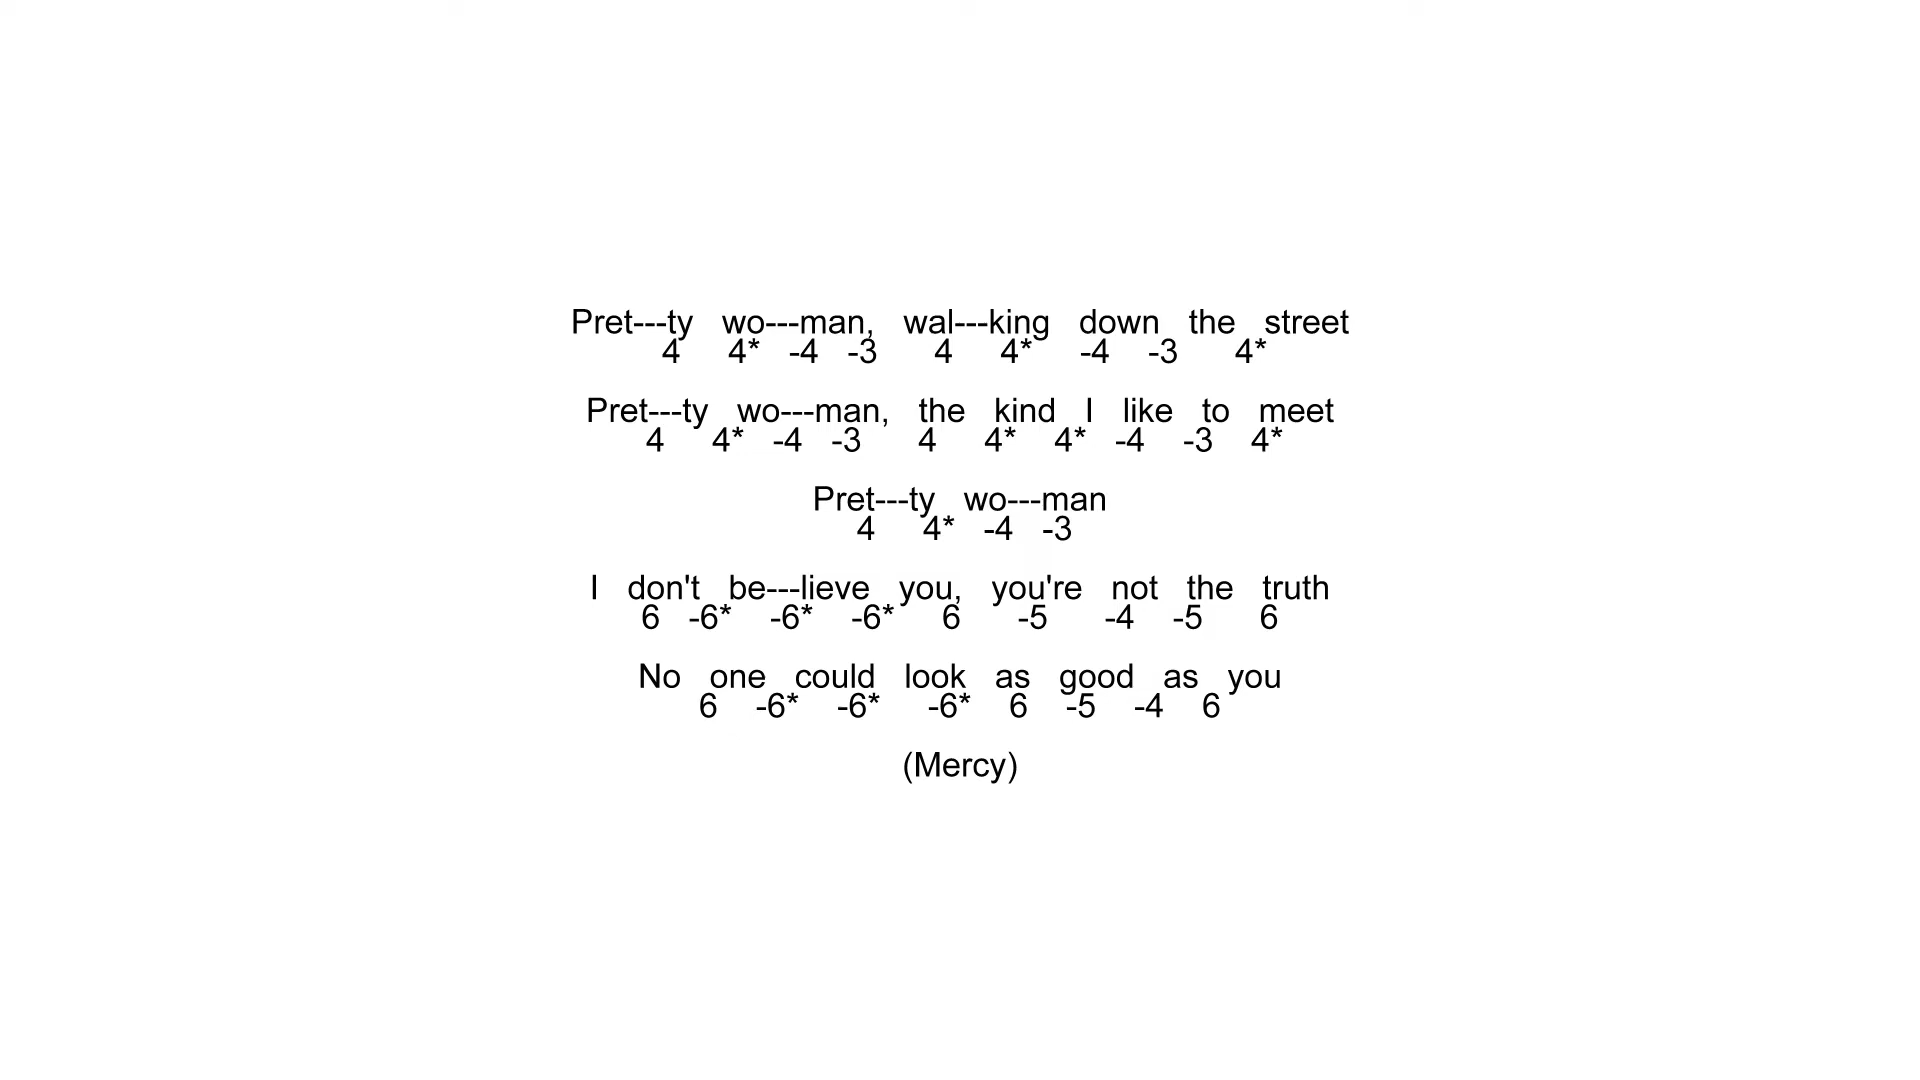 Pret---ty wo---man, wal---king down the street
4 4* -4 -3 4 4* -4 -3 4*
Pret---ty wo---man, the kind I like to meet
4 4* -4 -3 4 4* 4* -4 -3 4*
Pret---ty wo---man
4 4* -4 -3
I don't be---lieve you, you're not the truth
6 -6* -6* -6* 6 -5 -4 -5 6
No one could look as good as you
6 -6* -6* -6* 6 -5 -4 6
(Mercy)